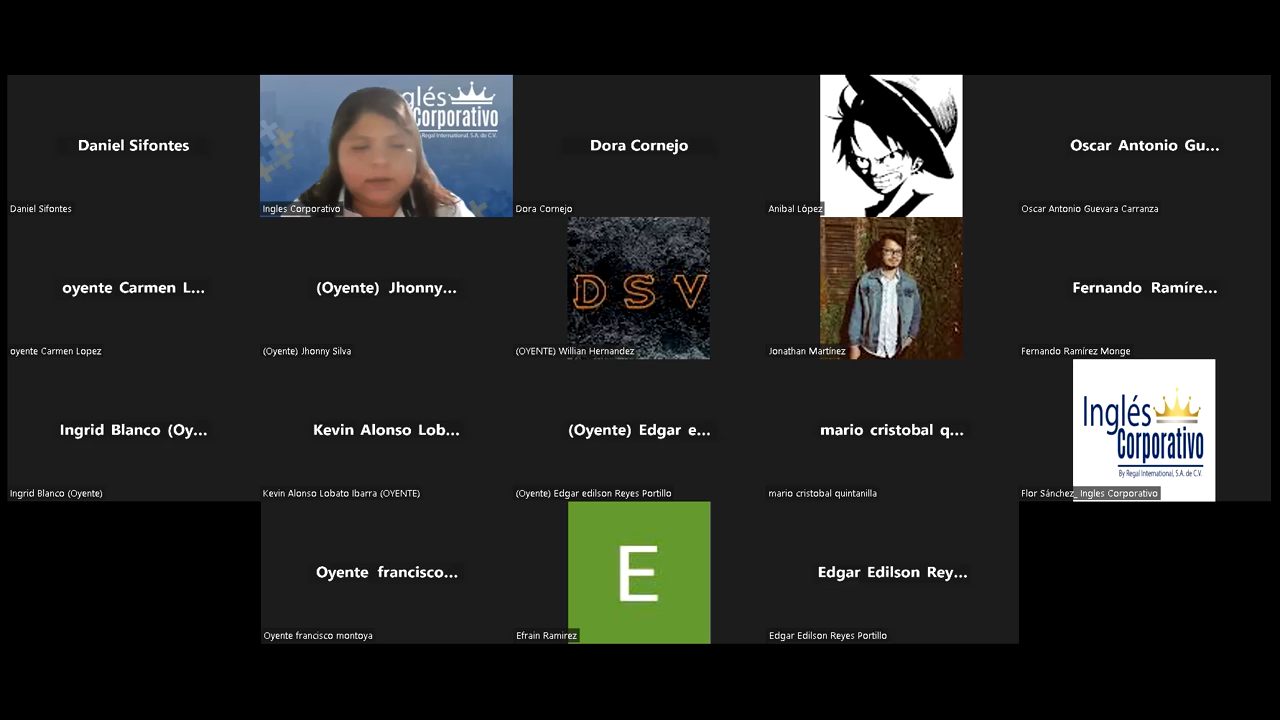 Daniel Sifontes
Daniel Sifontes
glés
Corporativo
Regal International, S.A. de C.V.
Ingles Corporativo
Dora Cornejo
Dora Cornejo
Anibal López
Oscar Antonio Gu...
Oscar Antonio Guevara Carranza
oyente Carmen L...
oyente Carmen Lopez
(Oyente) Jhonny...
(Oyente) Jhonny Silva
DSV
(OYENTE) Willian Hernandez
Jonathan Martínez
Fernando Ramíre...
Fernando Ramírez Monge
Ingrid Blanco (Oy...
Ingrid Blanco (Oyente)
Kevin Alonso Lob...
Kevin Alonso Lobato Ibarra (OYENTE)
(Oyente) Edgar e...
(Oyente) Edgar edilson Reyes Portillo
mario cristobal q...
mario cristobal quintanilla
Inglés
Corporativo
By Regal International, S.A. de C.V.
Flor Sánchez_ Ingles Corporativo
Oyente francisco...
Oyente francisco montoya
E
Efrain Ramirez
Edgar Edilson Rey...
Edgar Edilson Reyes Portillo